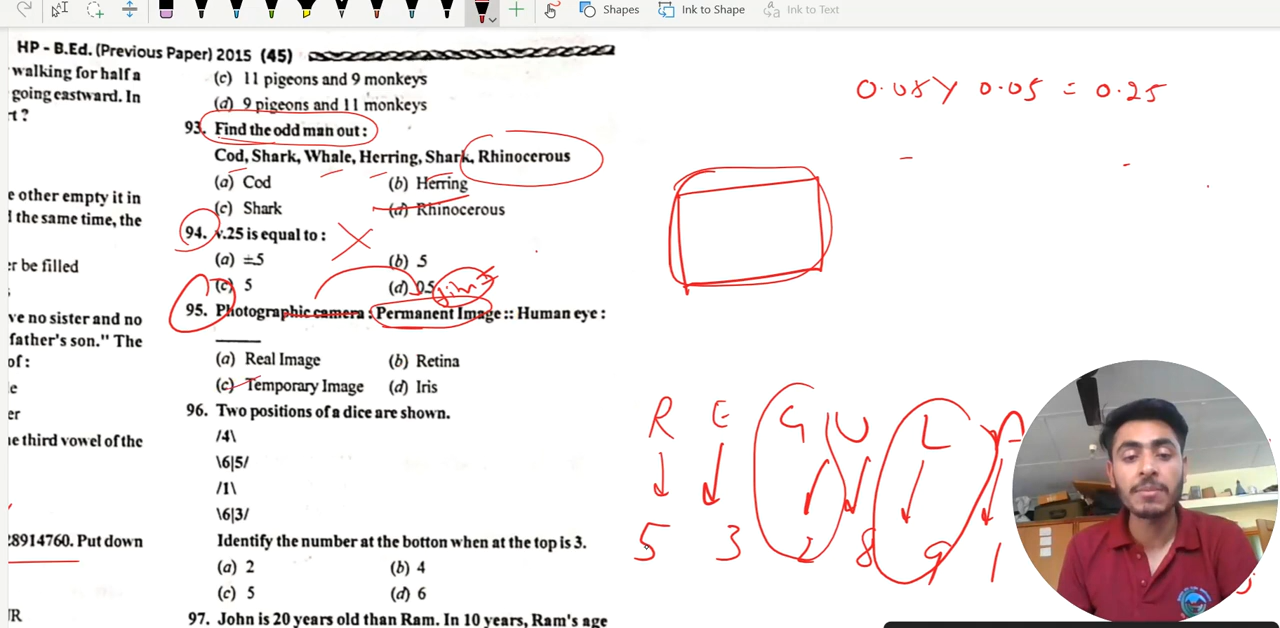 Shapes
Ink to Shape
Ink to Text
HP - B.Ed. (Previous Paper) 2015 (45)
walking for half a
going eastward. In
rt ?
e other empty it in
l the same time, the
er be filled
ve no sister and no
father's son." The
of :
e
er
ne third vowel of the
28914760. Put down
UR
(c) 11 pigeons and 9 monkeys
(d) 9 pigeons and 11 monkeys
93. Find the odd man out :
Cod, Shark, Whale, Herring, Shark, Rhinocerous
(a) Cod (b) Herring
(c) Shark (d) Rhinocerous
94. v.25 is equal to :
(a) ±5 (b) .5
(c) 5 (d) 0.5
95. Photographic camera : Permanent Image :: Human eye :
(a) Real Image (b) Retina
(c) Temporary Image (d) Iris
96. Two positions of a dice are shown.
/4\
\6|5/
/1\
\6|3/
Identify the number at the botton when at the top is 3.
(a) 2 (b) 4
(c) 5 (d) 6
97. John is 20 years old than Ram. In 10 years, Ram's age
= 0.25
R E G U L A
5 3 2 8 9 1